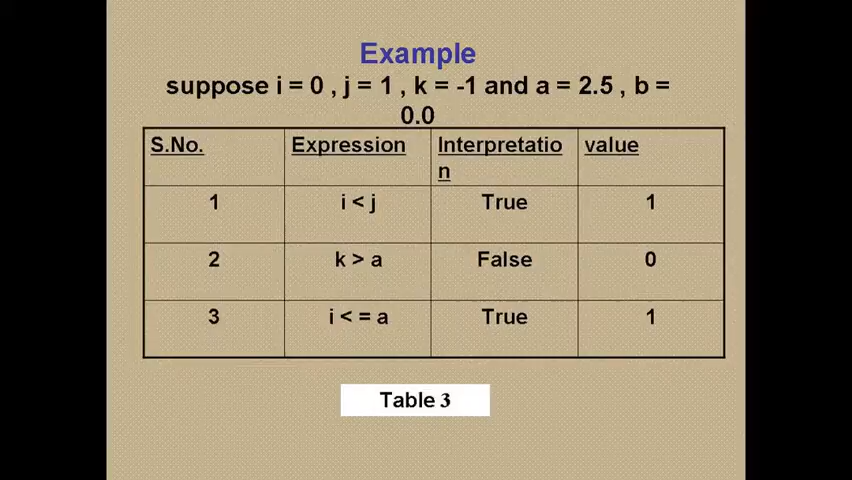 Example
suppose i = 0 , j = 1 , k = -1 and a = 2.5 , b =
0.0
S.No. Expression Interpretatio value
n
1 i < j True 1
2 k > a False 0
3 i < = a True 1
Table 3